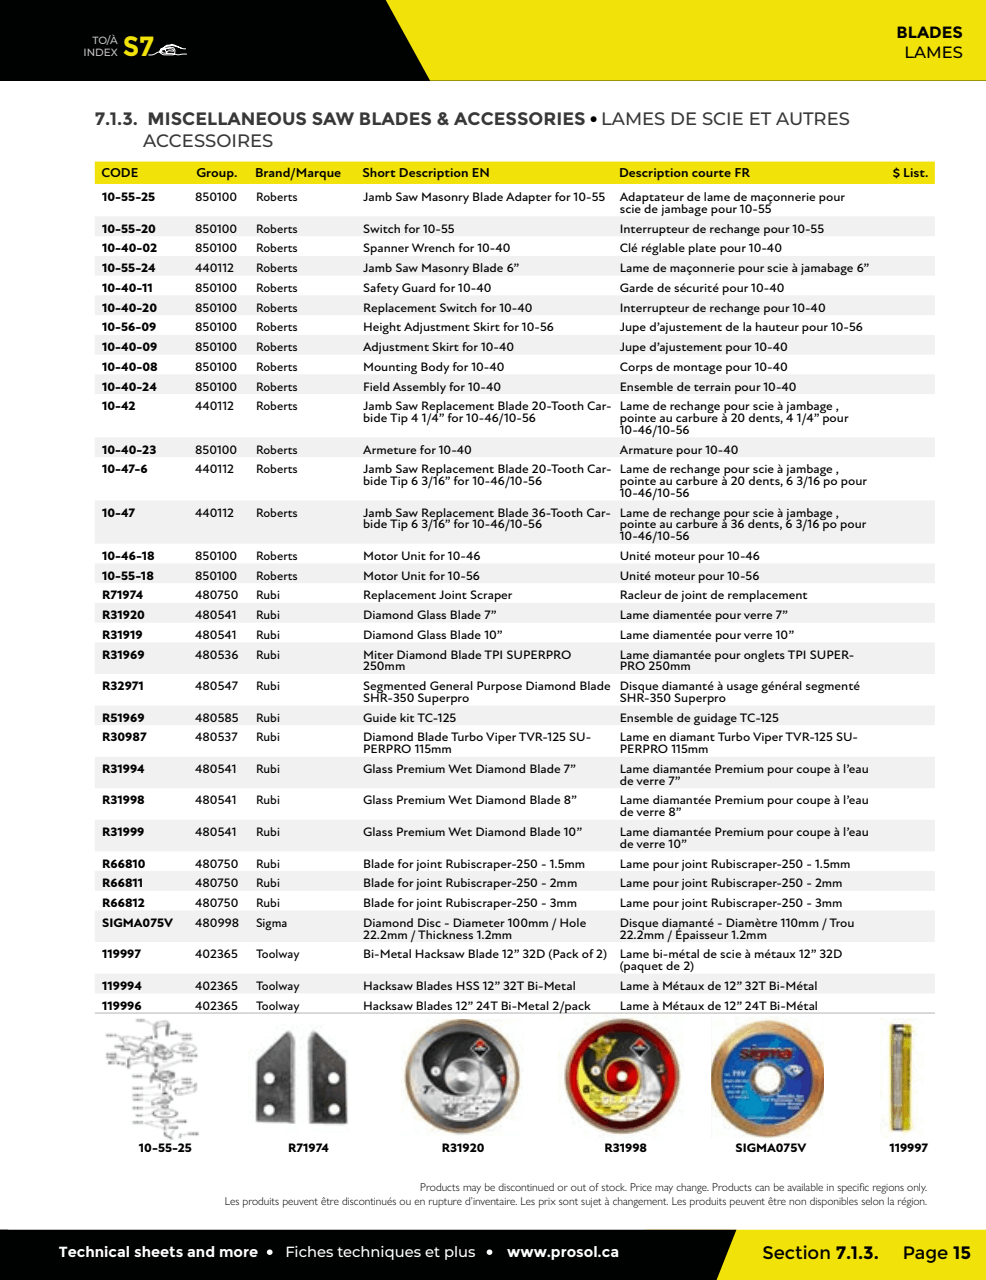 TO/À
INDEX S7
BLADES
LAMES
7.1.3. MISCELLANEOUS SAW BLADES & ACCESSORIES • LAMES DE SCIE ET AUTRES
ACCESSOIRES
CODE Group. Brand/Marque Short Description EN Description courte FR $ List.
10-55-25 850100 Roberts Jamb Saw Masonry Blade Adapter for 10-55 Adaptateur de lame de maçonnerie pour
scie de jambage pour 10-55
10-55-20 850100 Roberts Switch for 10-55 Interrupteur de rechange pour 10-55
10-40-02 850100 Roberts Spanner Wrench for 10-40 Clé réglable plate pour 10-40
10-55-24 440112 Roberts Jamb Saw Masonry Blade 6” Lame de maçonnerie pour scie à jamabage 6”
10-40-11 850100 Roberts Safety Guard for 10-40 Garde de sécurité pour 10-40
10-40-20 850100 Roberts Replacement Switch for 10-40 Interrupteur de rechange pour 10-40
10-56-09 850100 Roberts Height Adjustment Skirt for 10-56 Jupe d’ajustement de la hauteur pour 10-56
10-40-09 850100 Roberts Adjustment Skirt for 10-40 Jupe d’ajustement pour 10-40
10-40-08 850100 Roberts Mounting Body for 10-40 Corps de montage pour 10-40
10-40-24 850100 Roberts Field Assembly for 10-40 Ensemble de terrain pour 10-40
10-42 440112 Roberts Jamb Saw Replacement Blade 20-Tooth Car- Lame de rechange pour scie à jambage ,
bide Tip 4 1/4” for 10-46/10-56 pointe au carbure à 20 dents, 4 1/4” pour
10-46/10-56
10-40-23 850100 Roberts Armeture for 10-40 Armature pour 10-40
10-47-6 440112 Roberts Jamb Saw Replacement Blade 20-Tooth Car- Lame de rechange pour scie à jambage ,
bide Tip 6 3/16” for 10-46/10-56 pointe au carbure à 20 dents, 6 3/16 po pour
10-46/10-56
10-47 440112 Roberts Jamb Saw Replacement Blade 36-Tooth Car- Lame de rechange pour scie à jambage ,
bide Tip 6 3/16” for 10-46/10-56 pointe au carbure à 36 dents, 6 3/16 po pour
10-46/10-56
10-46-18 850100 Roberts Motor Unit for 10-46 Unité moteur pour 10-46
10-55-18 850100 Roberts Motor Unit for 10-56 Unité moteur pour 10-56
R71974 480750 Rubi Replacement Joint Scraper Racleur de joint de remplacement
R31920 480541 Rubi Diamond Glass Blade 7” Lame diamentée pour verre 7”
R31919 480541 Rubi Diamond Glass Blade 10” Lame diamentée pour verre 10”
R31969 480536 Rubi Miter Diamond Blade TPI SUPERPRO Lame diamantée pour onglets TPI SUPER-
250mm PRO 250mm
R32971 480547 Rubi Segmented General Purpose Diamond Blade Disque diamanté à usage général segmenté
SHR-350 Superpro SHR-350 Superpro
R51969 480585 Rubi Guide kit TC-125 Ensemble de guidage TC-125
R30987 480537 Rubi Diamond Blade Turbo Viper TVR-125 SU- Lame en diamant Turbo Viper TVR-125 SU-
PERPRO 115mm PERPRO 115mm
R31994 480541 Rubi Glass Premium Wet Diamond Blade 7” Lame diamantée Premium pour coupe à l’eau
de verre 7”
R31998 480541 Rubi Glass Premium Wet Diamond Blade 8” Lame diamantée Premium pour coupe à l’eau
de verre 8”
R31999 480541 Rubi Glass Premium Wet Diamond Blade 10” Lame diamantée Premium pour coupe à l’eau
de verre 10”
R66810 480750 Rubi Blade for joint Rubiscraper-250 - 1.5mm Lame pour joint Rubiscraper-250 - 1.5mm
R66811 480750 Rubi Blade for joint Rubiscraper-250 - 2mm Lame pour joint Rubiscraper-250 - 2mm
R66812 480750 Rubi Blade for joint Rubiscraper-250 - 3mm Lame pour joint Rubiscraper-250 - 3mm
SIGMA075V 480998 Sigma Diamond Disc - Diameter 100mm / Hole Disque diamanté - Diamètre 110mm / Trou
22.2mm / Thickness 1.2mm 22.2mm / Épaisseur 1.2mm
119997 402365 Toolway Bi-Metal Hacksaw Blade 12” 32D (Pack of 2) Lame bi-métal de scie à métaux 12” 32D
(paquet de 2)
119994 402365 Toolway Hacksaw Blades HSS 12” 32T Bi-Metal Lame à Métaux de 12” 32T Bi-Métal
119996 402365 Toolway Hacksaw Blades 12” 24T Bi-Metal 2/pack Lame à Métaux de 12” 24T Bi-Métal
sigma
75V
7"
8"
10-55-25 R71974 R31920 R31998 SIGMA075V 119997
Products may be discontinued or out of stock. Price may change. Products can be available in specific regions only.
Les produits peuvent être discontinués ou en rupture d’inventaire. Les prix sont sujet à changement. Les produits peuvent être non disponibles selon la région.
Technical sheets and more • Fiches techniques et plus • www.prosol.ca
Section 7.1.3. Page 15